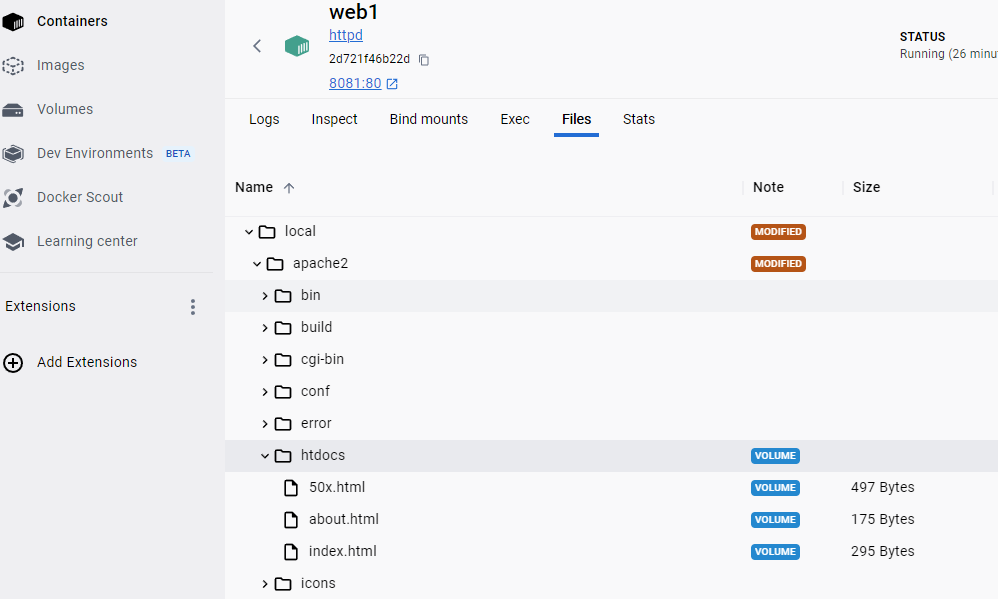 Containers
Images
Volumes
Dev Environments BETA
Docker Scout
Learning center
Extensions
Add Extensions
web1
httpd
2d721f46b22d
8081:80
STATUS
Running (26 minu
Logs Inspect Bind mounts Exec Files Stats
Name Note Size
local MODIFIED
apache2 MODIFIED
bin
build
cgi-bin
conf
error
htdocs VOLUME
50x.html VOLUME 497 Bytes
about.html VOLUME 175 Bytes
index.html VOLUME 295 Bytes
icons